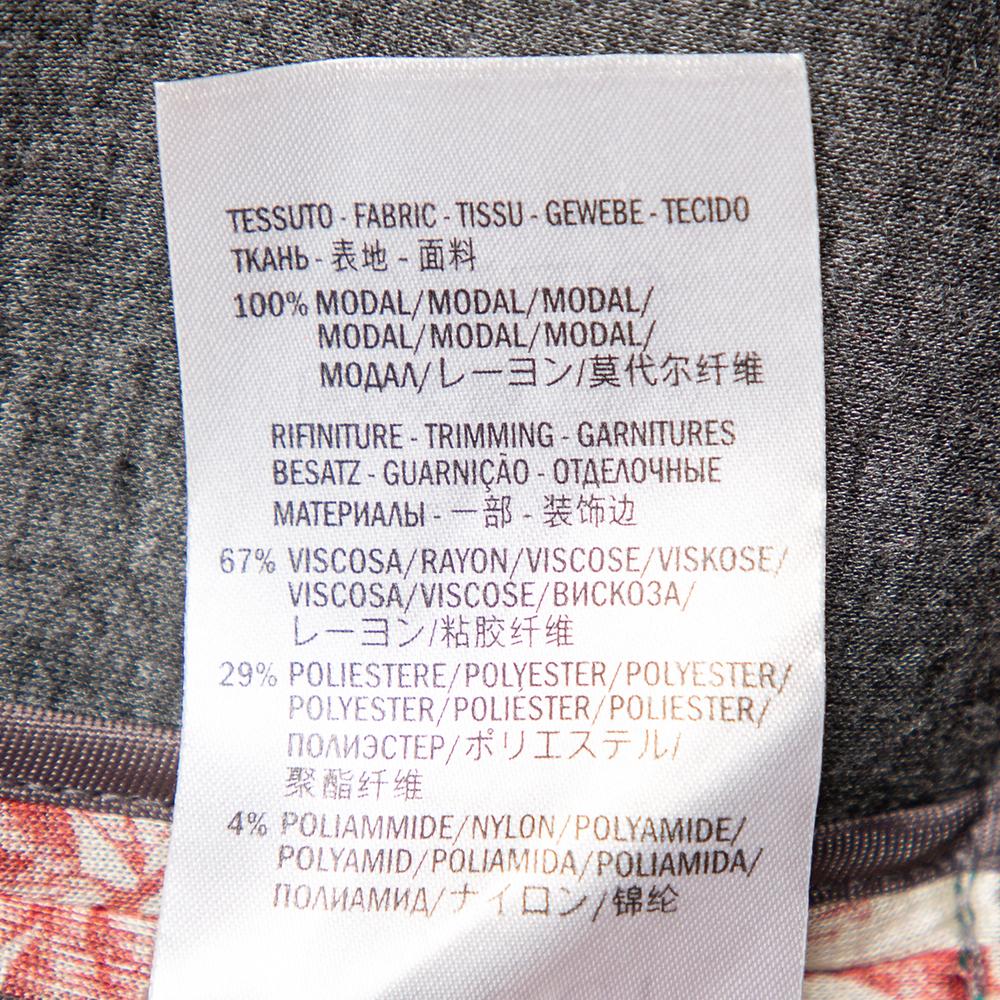 TESSUTO - FABRIC - TISSU - GEWEBE - TECIDO
ТКАНЬ - 表地 - 面料
100% MODAL/MODAL/MODAL/
MODAL/MODAL/MODAL/
МОДАЛ/レーヨン/莫代尔纤维
RIFINITURE - TRIMMING - GARNITURES
BESATZ - GUARNIÇÃO - ОТДЕЛОЧНЫЕ
МАТЕРИАЛЫ - 一部 - 装饰边
67% VISCOSA/RAYON/VISCOSE/VISKOSE/
VISCOSA/VISCOSE/ВИСКОЗА/
レーヨン/粘胶纤维
29% POLIESTERE/POLYESTER/POLYESTER/
POLYESTER/POLIÉSTER/POLIESTER/
ПОЛИЭСТЕР/ポリエステル/
聚酯纤维
4% POLIAMMIDE/NYLON/POLYAMIDE/
POLYAMID/POLIAMIDA/POLIAMIDA/
ПОЛИАМИД/ナイロン/锦纶